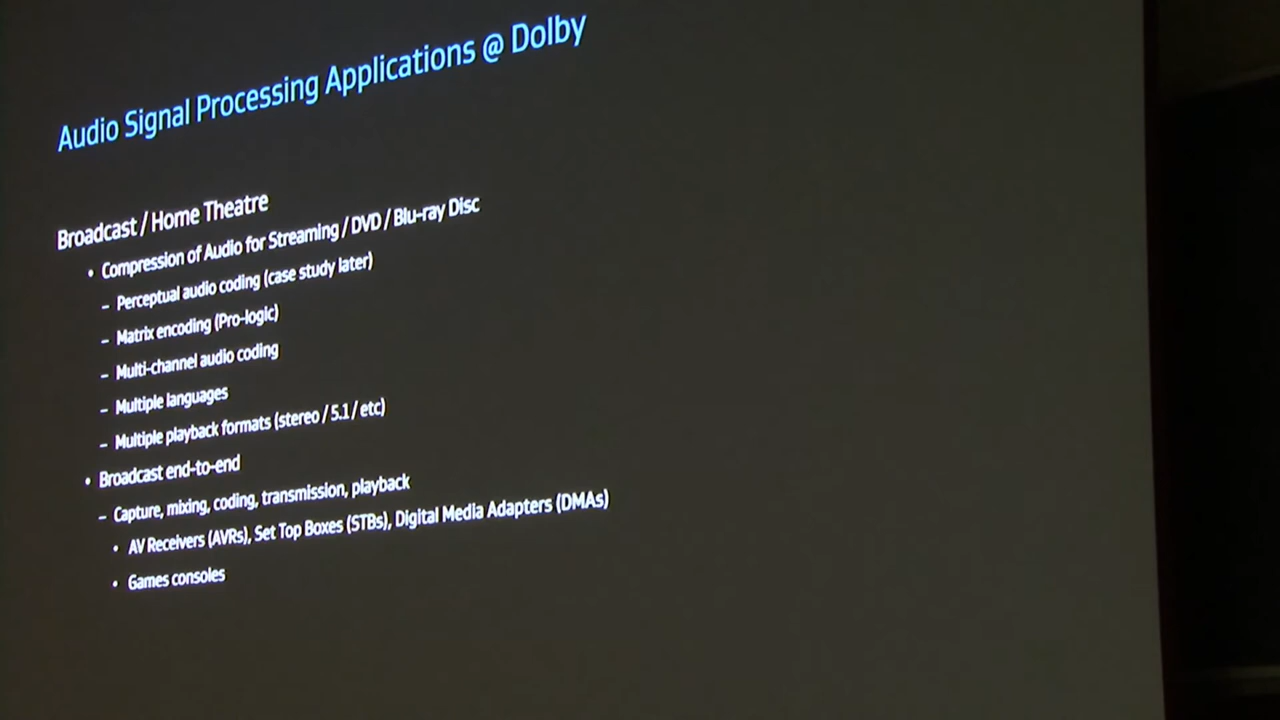 Audio Signal Processing Applications @ Dolby
Broadcast / Home Theatre
• Compression of Audio for Streaming / DVD / Blu-ray Disc
– Perceptual audio coding (case study later)
– Matrix encoding (Pro-logic)
– Multi-channel audio coding
– Multiple languages
– Multiple playback formats (stereo / 5.1 / etc)
• Broadcast end-to-end
– Capture, mixing, coding, transmission, playback
• AV Receivers (AVRs), Set Top Boxes (STBs), Digital Media Adapters (DMAs)
• Games consoles